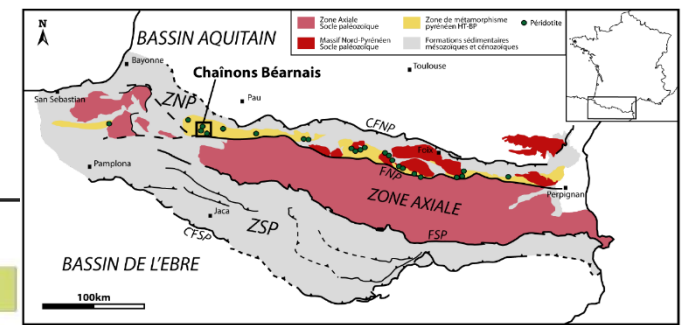 N
Zone Axiale
Socle paléozoïque
Massif Nord-Pyrénéen
Socle paléozoïque
Zone de métamorphisme
pyrénéen HT-BP
Formations sédimentaires
mésozoïques et cénozoïques
Péridotite
BASSIN AQUITAIN
Bayonne
Toulouse
Chaînons Béarnais
San Sebastian
ZNP
Pau
CFNP
Foix
Pamplona
FNP
Perpignan
ZONE AXIALE
Jaca
ZSP
FSP
CFSP
BASSIN DE L'EBRE
100km